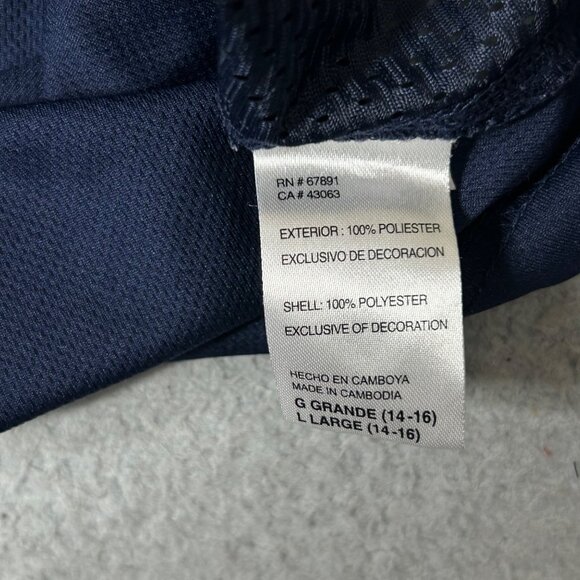 RN # 67891
CA # 43063
EXTERIOR : 100% POLIESTER
EXCLUSIVO DE DECORACION
SHELL: 100% POLYESTER
EXCLUSIVE OF DECORATION
HECHO EN CAMBOYA
MADE IN CAMBODIA
G GRANDE (14-16)
L LARGE (14-16)